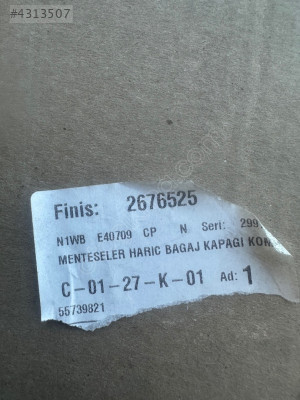 #4313507
Finis: 2676525
N1WB E40709 CP N Seri: 299
MENTESELER HARIC BAGAJ KAPAGI KOM
C-01-27-K-01 Ad: 1
55739821